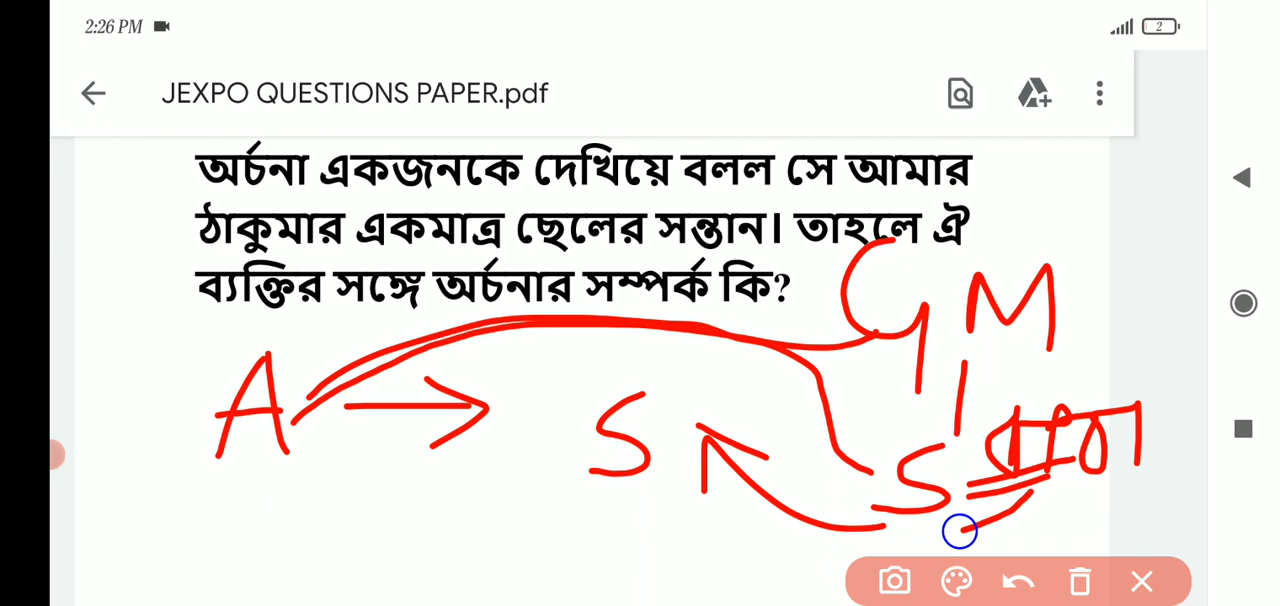 2:26 PM
2
JEXPO QUESTIONS PAPER.pdf
অর্চনা একজনকে দেখিয়ে বলল সে আমার
ঠাকুমার একমাত্র ছেলের সন্তান। তাহলে ঐ
ব্যক্তির সঙ্গে অর্চনার সম্পর্ক কি?
G M
A S
S